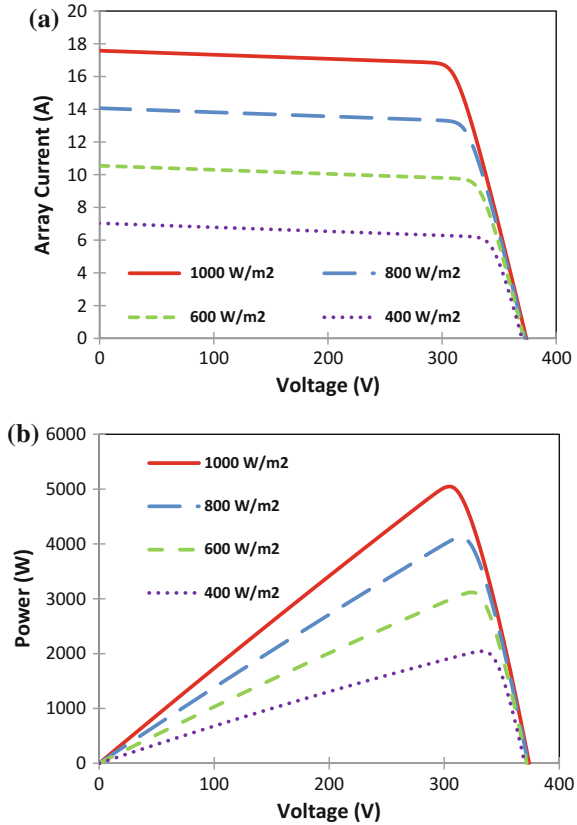 (a)
Array Current (A)
20
18
16
14
12
10
8
6
4
2
0
1000 W/m2
800 W/m2
600 W/m2
400 W/m2
0 100 200 300 400
Voltage (V)
(b)
Power (W)
6000
5000
4000
3000
2000
1000
0
1000 W/m2
800 W/m2
600 W/m2
400 W/m2
0 100 200 300 400
Voltage (V)